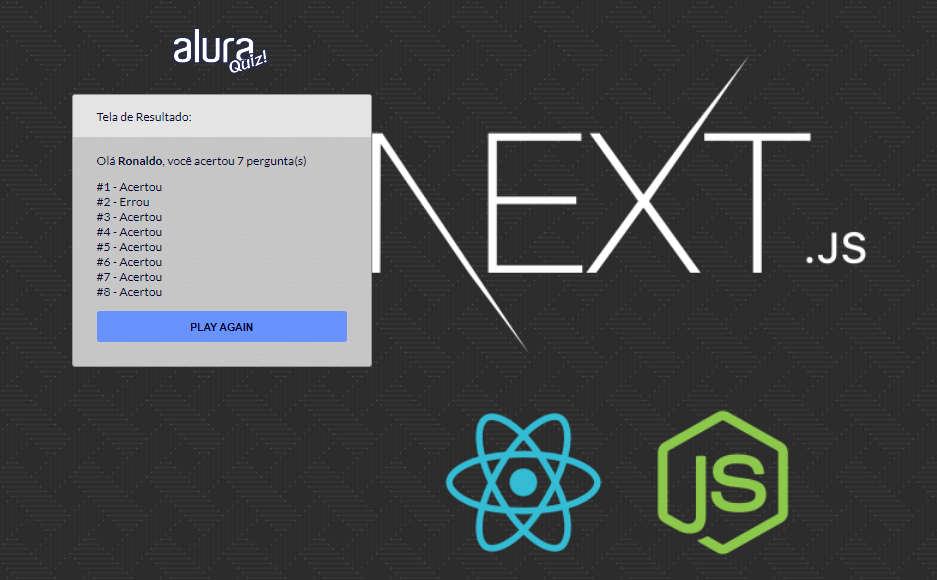 alura
Quiz!
Tela de Resultado:
Olá Ronaldo, você acertou 7 pergunta(s)
#1 - Acertou
#2 - Errou
#3 - Acertou
#4 - Acertou
#5 - Acertou
#6 - Acertou
#7 - Acertou
#8 - Acertou
PLAY AGAIN
NEXT
.JS
JS